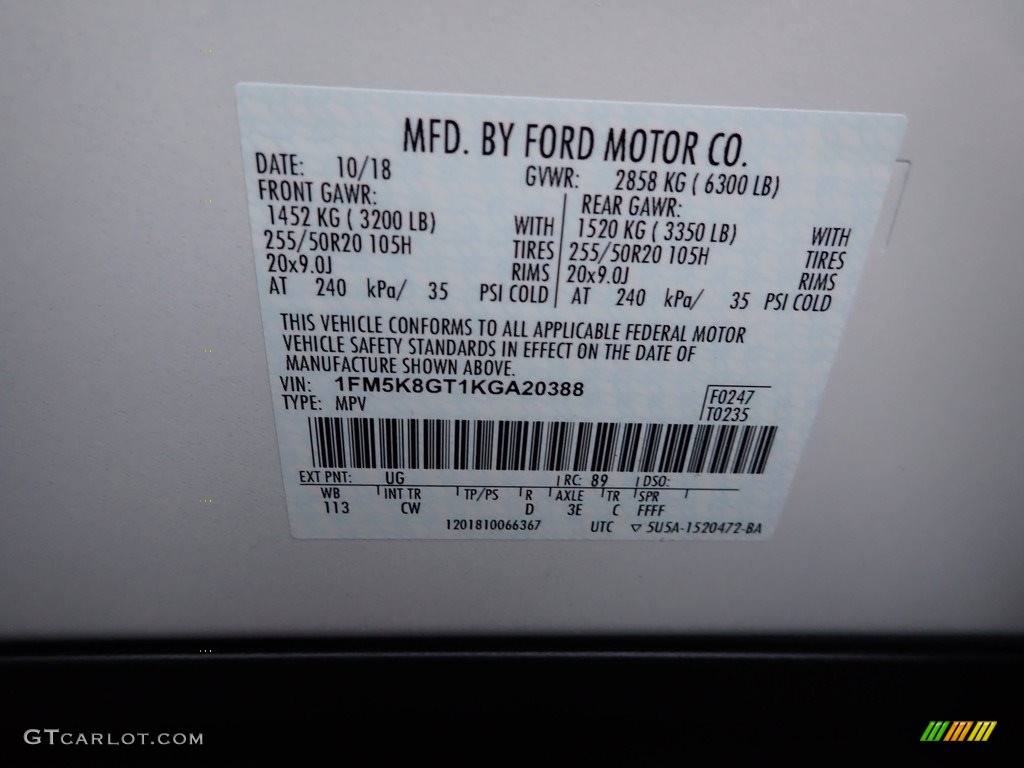 MFD. BY FORD MOTOR CO.
DATE: 10/18 GVWR: 2858 KG ( 6300 LB)
FRONT GAWR: REAR GAWR:
1452 KG ( 3200 LB) WITH 1520 KG ( 3350 LB) WITH
255/50R20 105H TIRES 255/50R20 105H TIRES
20x9.0J RIMS 20x9.0J RIMS
AT 240 kPa/ 35 PSI COLD AT 240 kPa/ 35 PSI COLD
THIS VEHICLE CONFORMS TO ALL APPLICABLE FEDERAL MOTOR
VEHICLE SAFETY STANDARDS IN EFFECT ON THE DATE OF
MANUFACTURE SHOWN ABOVE.
VIN: 1FM5K8GT1KGA20388
TYPE: MPV
F0247
T0235
EXT PNT: UG RC: 89 DSO:
WB INT TR TP/PS R AXLE TR SPR
113 CW D 3E C FFFF
1201810066367 UTC ▽ 5U5A-1520472-BA
GTCARLOT.COM